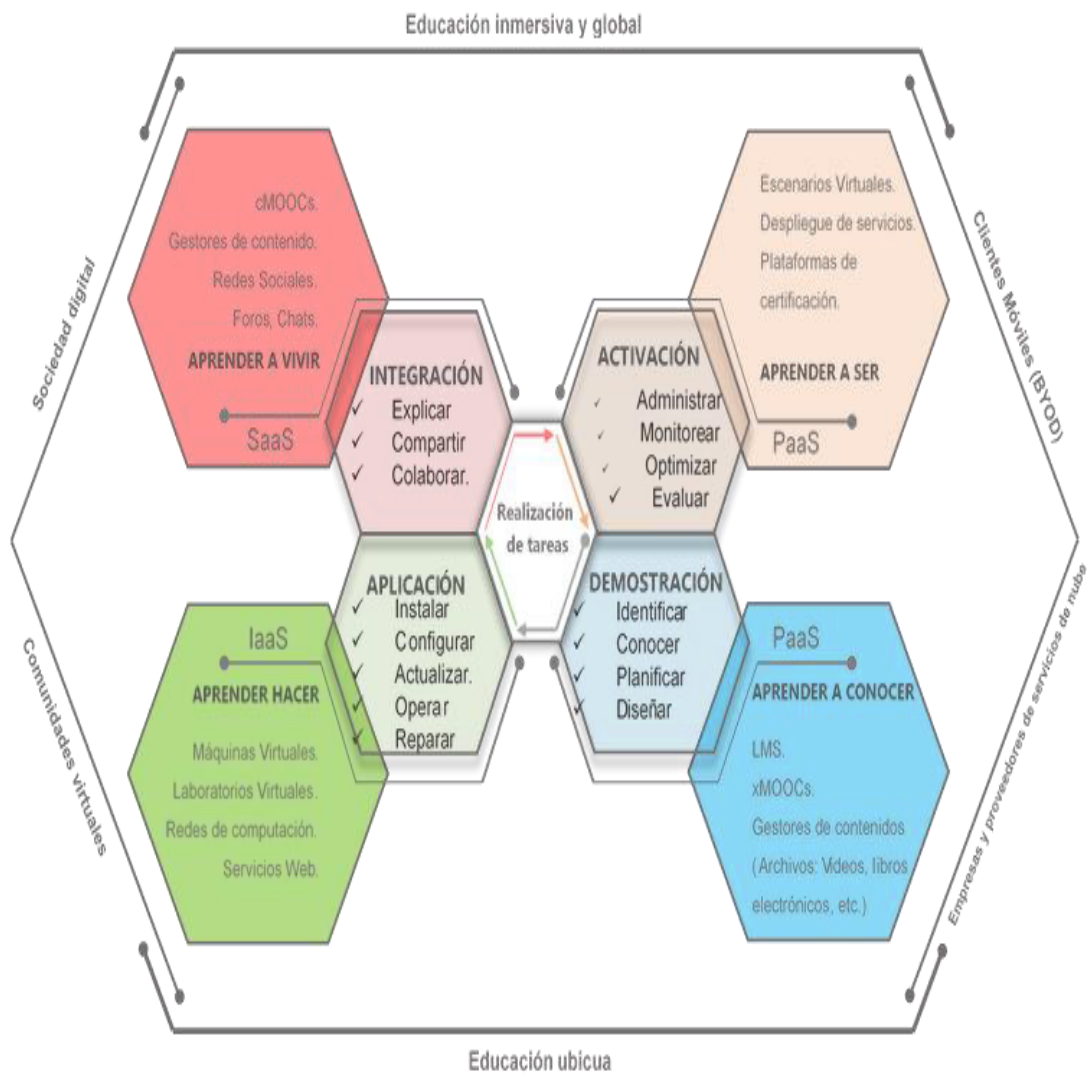 Educación inmersiva y global
Sociedad digital
cMOOCs.
Gestores de contenido.
Redes Sociales.
Foros, Chats.
APRENDER A VIVIR
SaaS
INTEGRACIÓN
✓ Explicar
✓ Compartir
✓ Colaborar.
ACTIVACIÓN
✓ Administrar
✓ Monitorear
✓ Optimizar
✓ Evaluar
Escenarios Virtuales.
Despliegue de servicios.
Plataformas de
certificación.
APRENDER A SER
PaaS
Clientes Móviles (BYOD)
Realización
de tareas
Comunidades virtuales
IaaS
APRENDER HACER
Máquinas Virtuales.
Laboratorios Virtuales.
Redes de computación.
Servicios Web.
APLICACIÓN
✓ Instalar
✓ Configurar
✓ Actualizar.
✓ Operar
✓ Reparar
DEMOSTRACIÓN
✓ Identificar
✓ Conocer
✓ Planificar
✓ Diseñar
PaaS
APRENDER A CONOCER
LMS.
xMOOCs.
Gestores de contenidos
(Archivos: Videos, libros
electrónicos, etc.)
Empresas y proveedores de servicios de nube
Educación ubicua